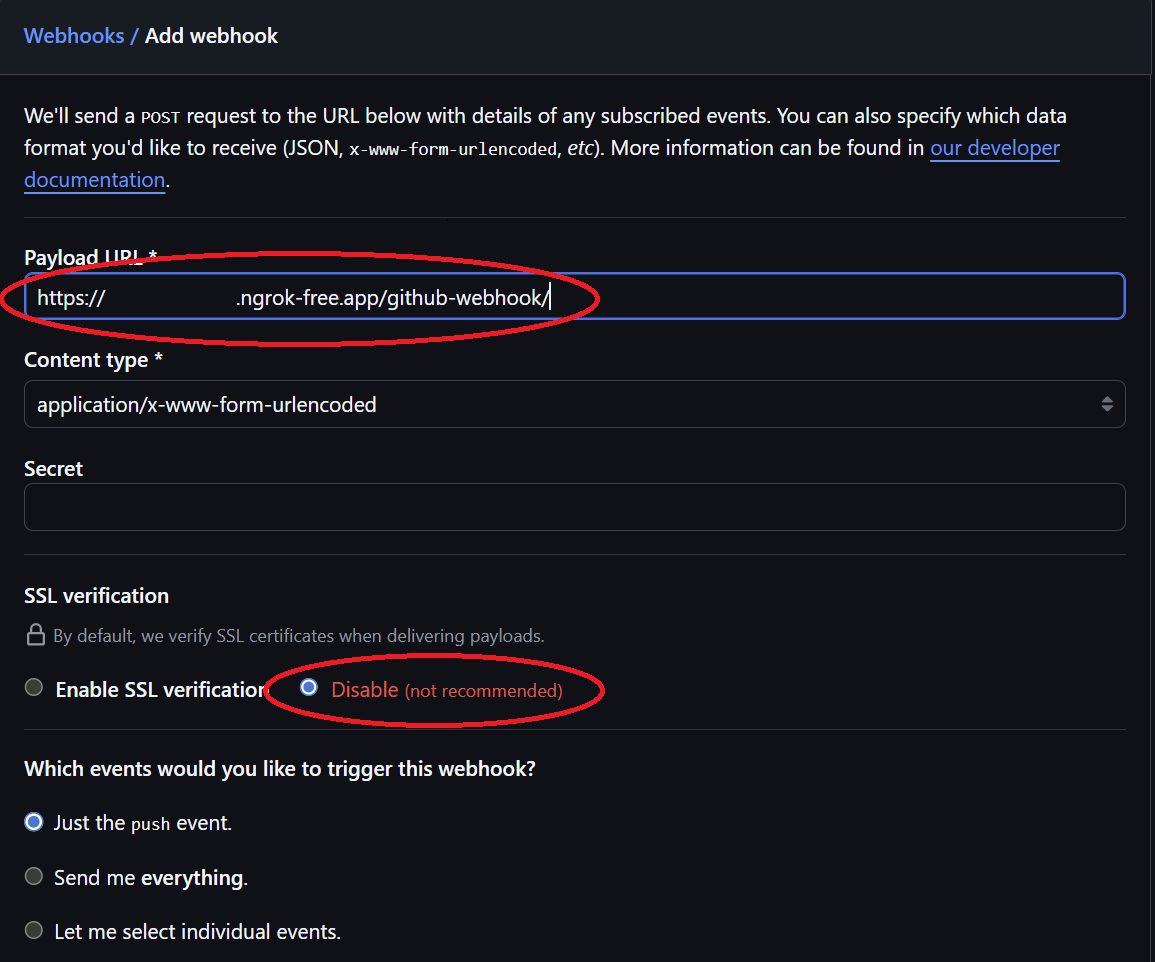 Webhooks / Add webhook
We'll send a POST request to the URL below with details of any subscribed events. You can also specify which data
format you'd like to receive (JSON, x-www-form-urlencoded, etc). More information can be found in our developer
documentation.
Payload URL *
https:// .ngrok-free.app/github-webhook/
Content type *
application/x-www-form-urlencoded
Secret
SSL verification
By default, we verify SSL certificates when delivering payloads.
Enable SSL verification Disable (not recommended)
Which events would you like to trigger this webhook?
Just the push event.
Send me everything.
Let me select individual events.